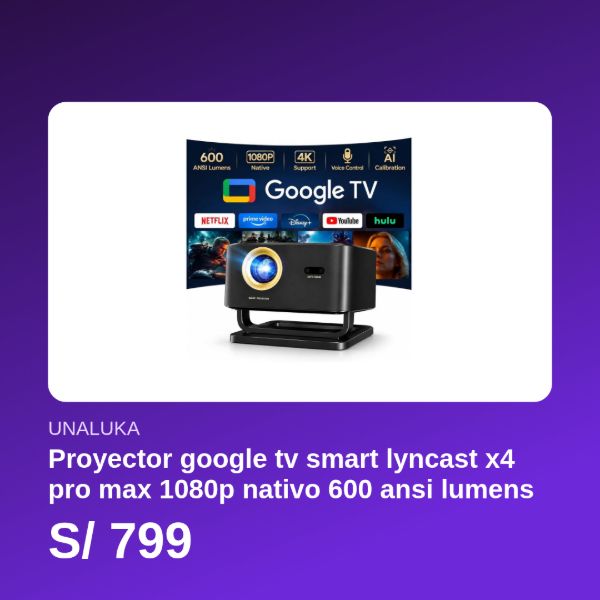 600
ANSI Lumens
1080P
Native
4K
Support
Voice Control
AI
Calibration
Google TV
NETFLIX
prime video
Disney+
YouTube
hulu
UNALUKA
Proyector google tv smart lyncast x4
pro max 1080p nativo 600 ansi lumens
S/ 799